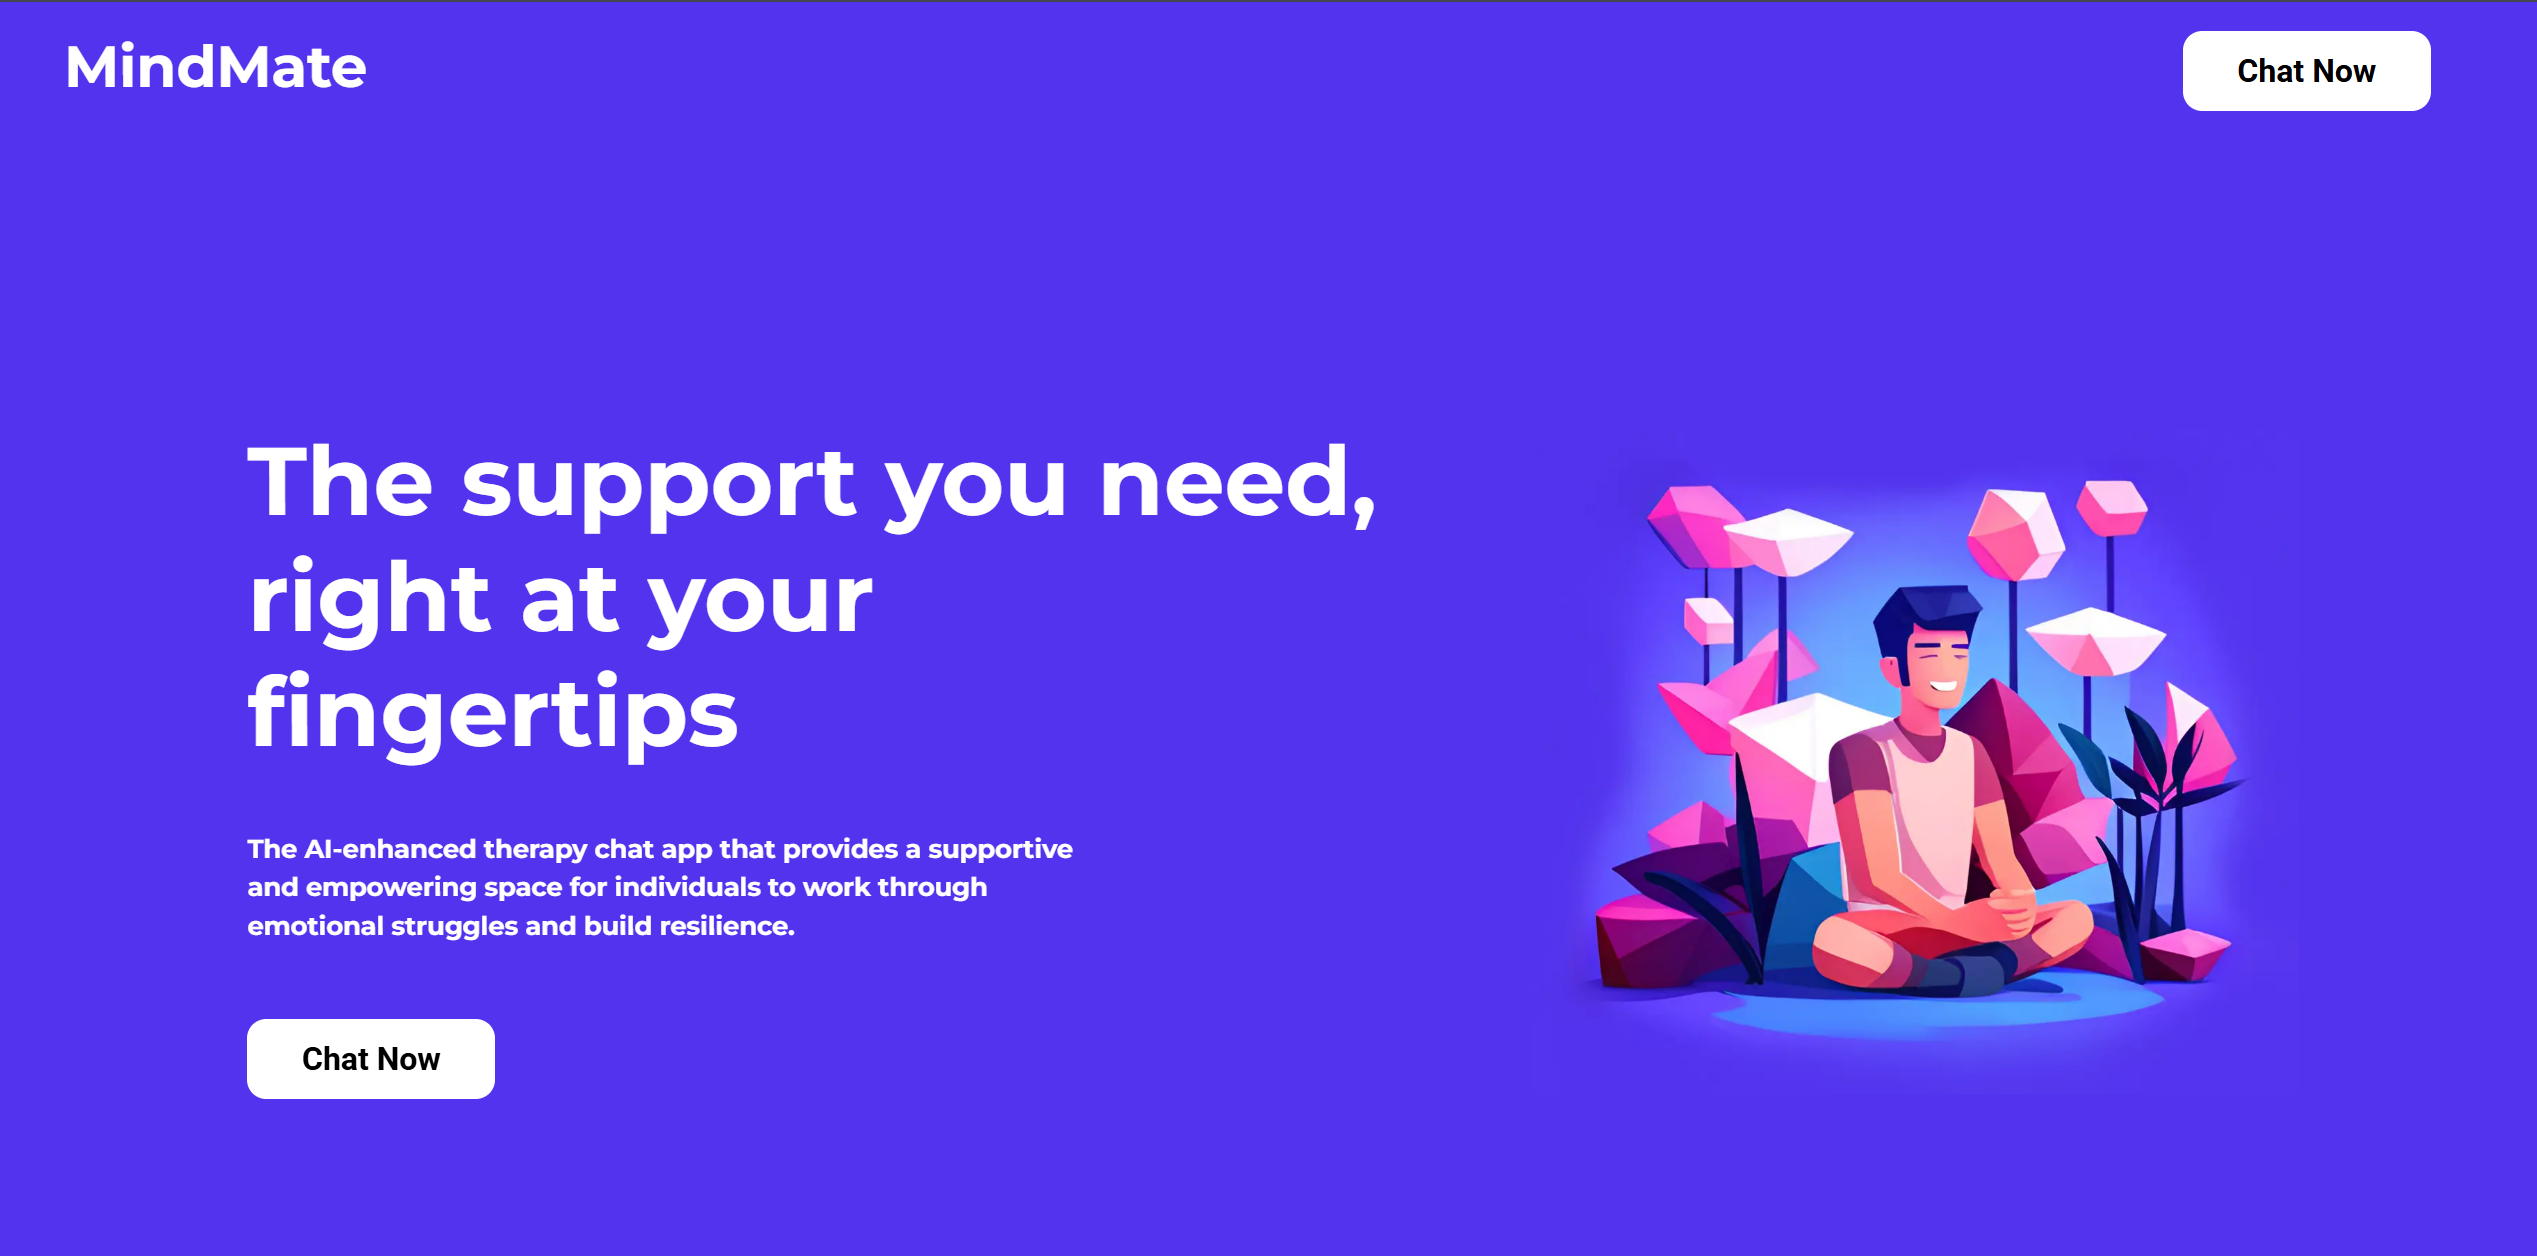 MindMate
Chat Now
The support you need,
right at your
fingertips
The AI-enhanced therapy chat app that provides a supportive
and empowering space for individuals to work through
emotional struggles and build resilience.
Chat Now